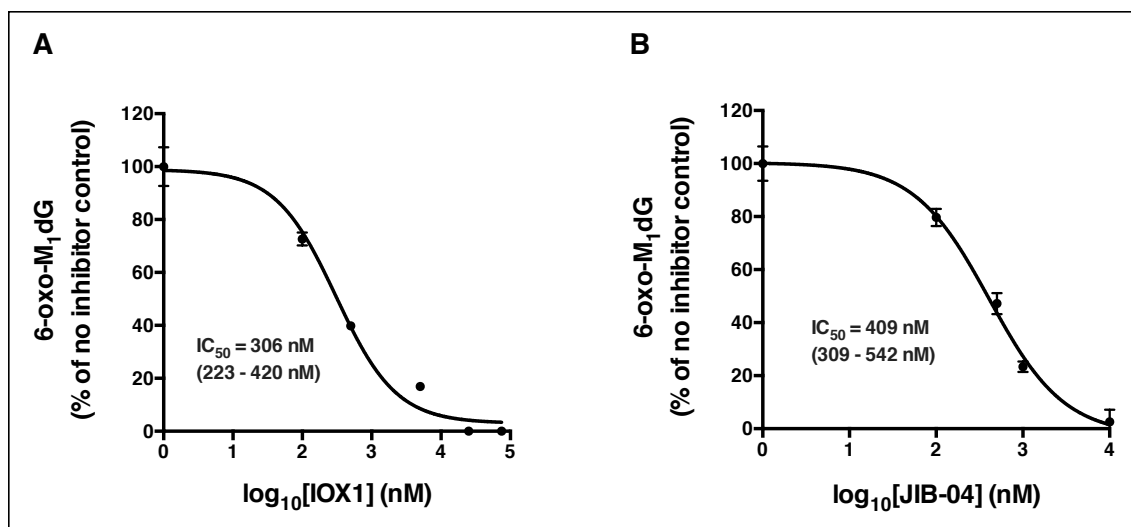 A
6-oxo-M₁dG
(% of no inhibitor control)
120
100
80
60
40
20
0
IC₅₀ = 306 nM
(223 - 420 nM)
0 1 2 3 4 5
log₁₀[IOX1] (nM)
B
6-oxo-M₁dG
(% of no inhibitor control)
120
100
80
60
40
20
0
IC₅₀ = 409 nM
(309 - 542 nM)
0 1 2 3 4
log₁₀[JIB-04] (nM)